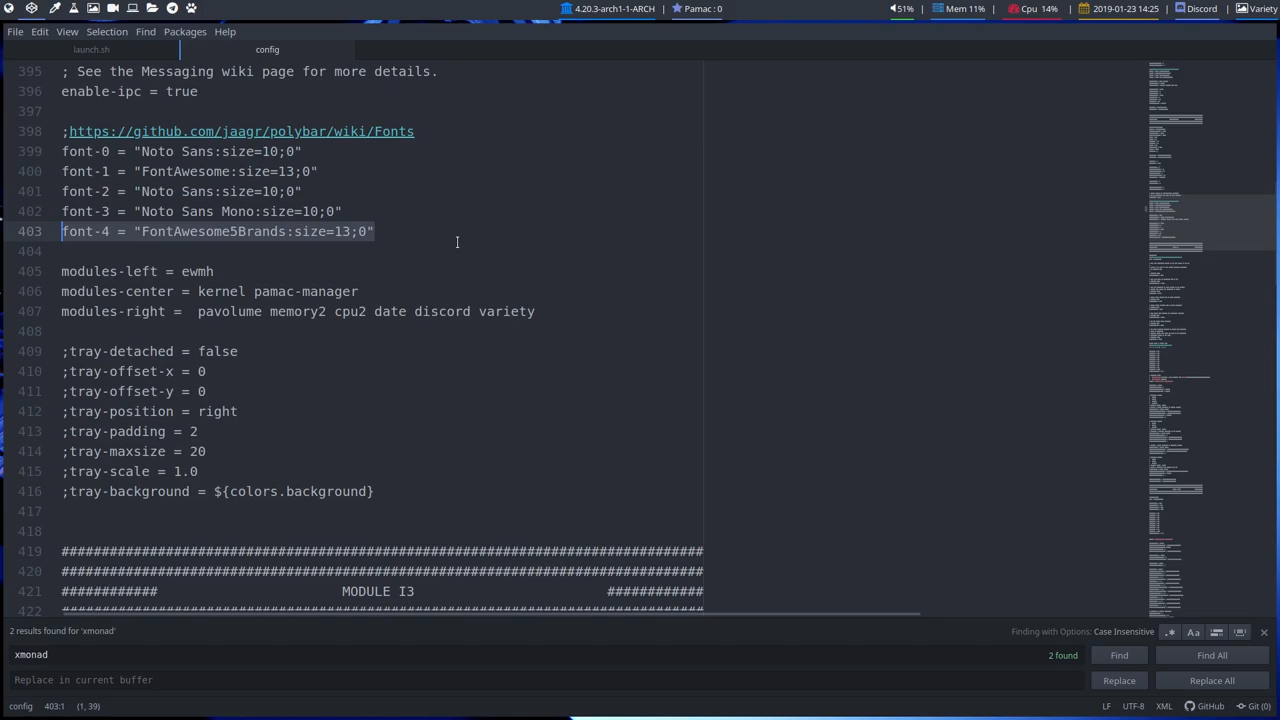 4.20.3-arch1-1-ARCH
Pamac : 0
51%
Mem 11%
Cpu 14%
2019-01-23 14:25
Discord
Variety
File Edit View Selection Find Packages Help
launch.sh
config
395 ; See the Messaging wiki page for more details.
396 enable-ipc = true
397
398 ;https://github.com/jaagr/polybar/wiki/Fonts
399 font-0 = "Noto Sans:size=10;0"
400 font-1 = "FontAwesome:size=13;0"
401 font-2 = "Noto Sans:size=10;0"
402 font-3 = "Noto Sans Mono:size=10;0"
403 font-4 = "FontAwesome5Brands:size=13;0"
404
405 modules-left = ewmh
406 modules-center = kernel arrow1 pamac
407 modules-right = pavolume memory2 cpu2 date discord variety
408
409 ;tray-detached = false
410 ;tray-offset-x = 0
411 ;tray-offset-y = 0
412 ;tray-position = right
413 ;tray-padding = 2
414 ;tray-maxsize = 20
415 ;tray-scale = 1.0
416 ;tray-background = ${colors.background}
417
418
419 ################################################################################
420 ################################################################################
421 ############                              I3                        ############
################################################################################
2 results found for 'xmonad'
Finding with Options: Case Insensitive
.* Aa
xmonad
2 found
Find
Find All
Replace in current buffer
Replace
Replace All
config 403:1 (1, 39)
LF UTF-8 XML GitHub Git (0)